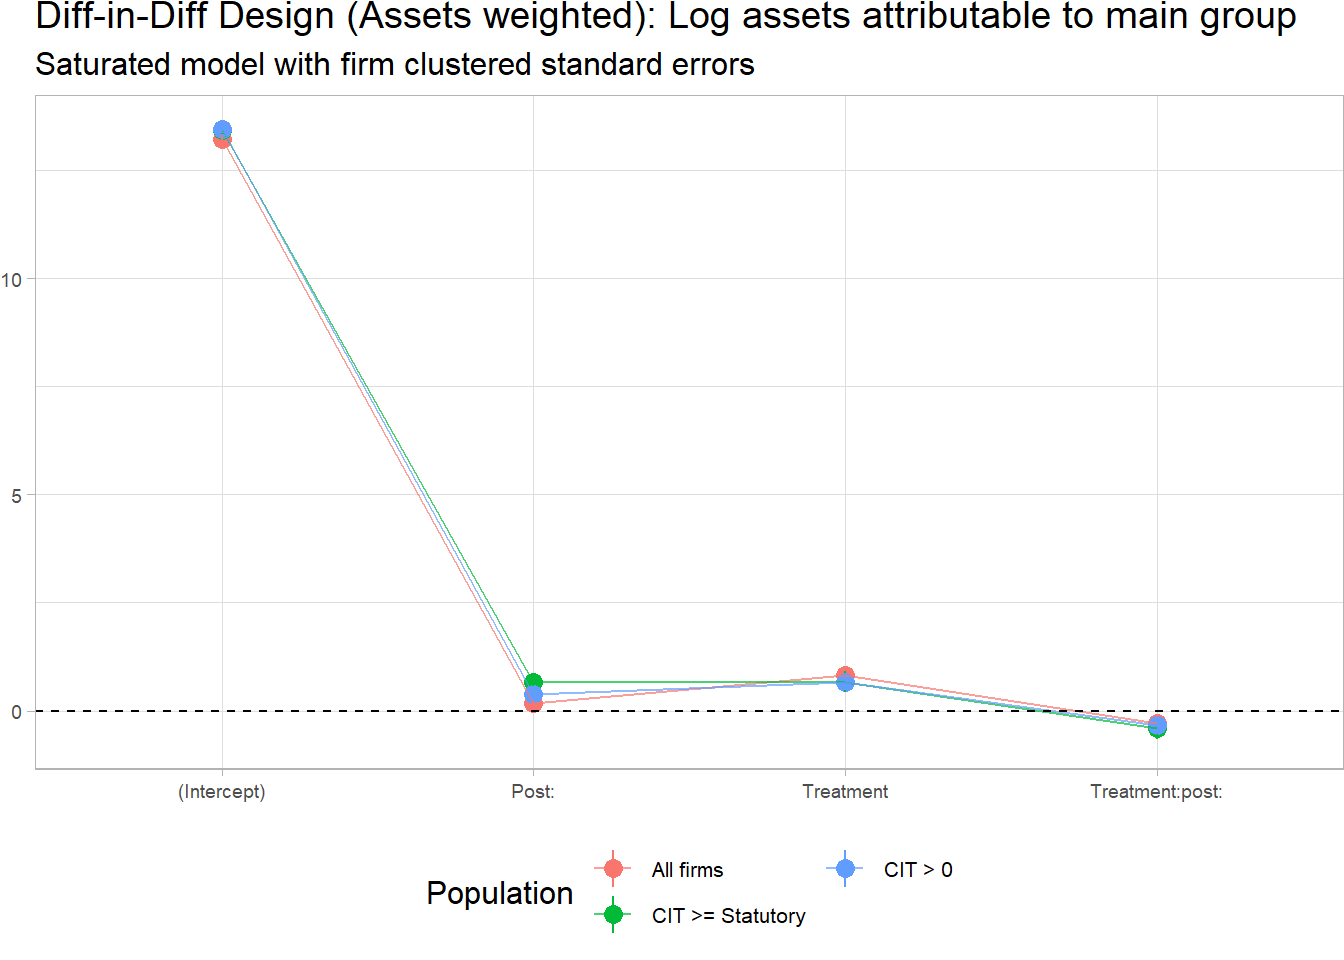 Diff-in-Diff Design (Assets weighted): Log assets attributable to main group
Saturated model with firm clustered standard errors
10
5
0
(Intercept)
Post:
Treatment
Treatment:post:
Population
All firms
CIT > 0
CIT >= Statutory